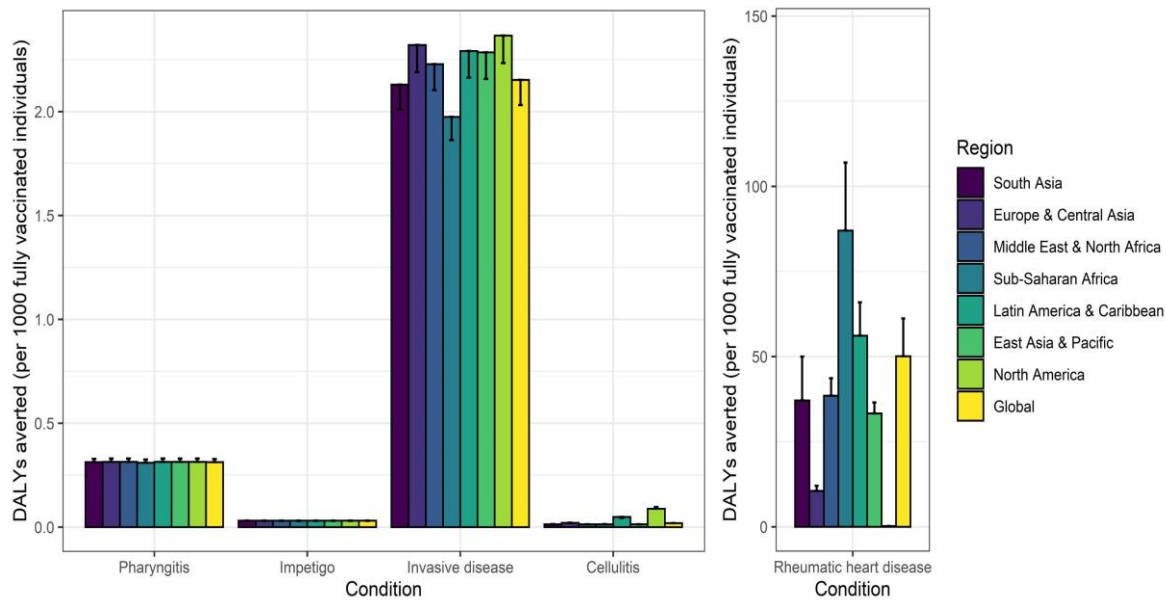 DALYs averted (per 1000 fully vaccinated individuals)
2.0
1.5
1.0
0.5
0.0
Pharyngitis
Impetigo
Invasive disease
Cellulitis
Condition
DALYs averted (per 1000 fully vaccinated individuals)
150
100
50
0
Rheumatic heart disease
Condition
Region
South Asia
Europe & Central Asia
Middle East & North Africa
Sub-Saharan Africa
Latin America & Caribbean
East Asia & Pacific
North America
Global